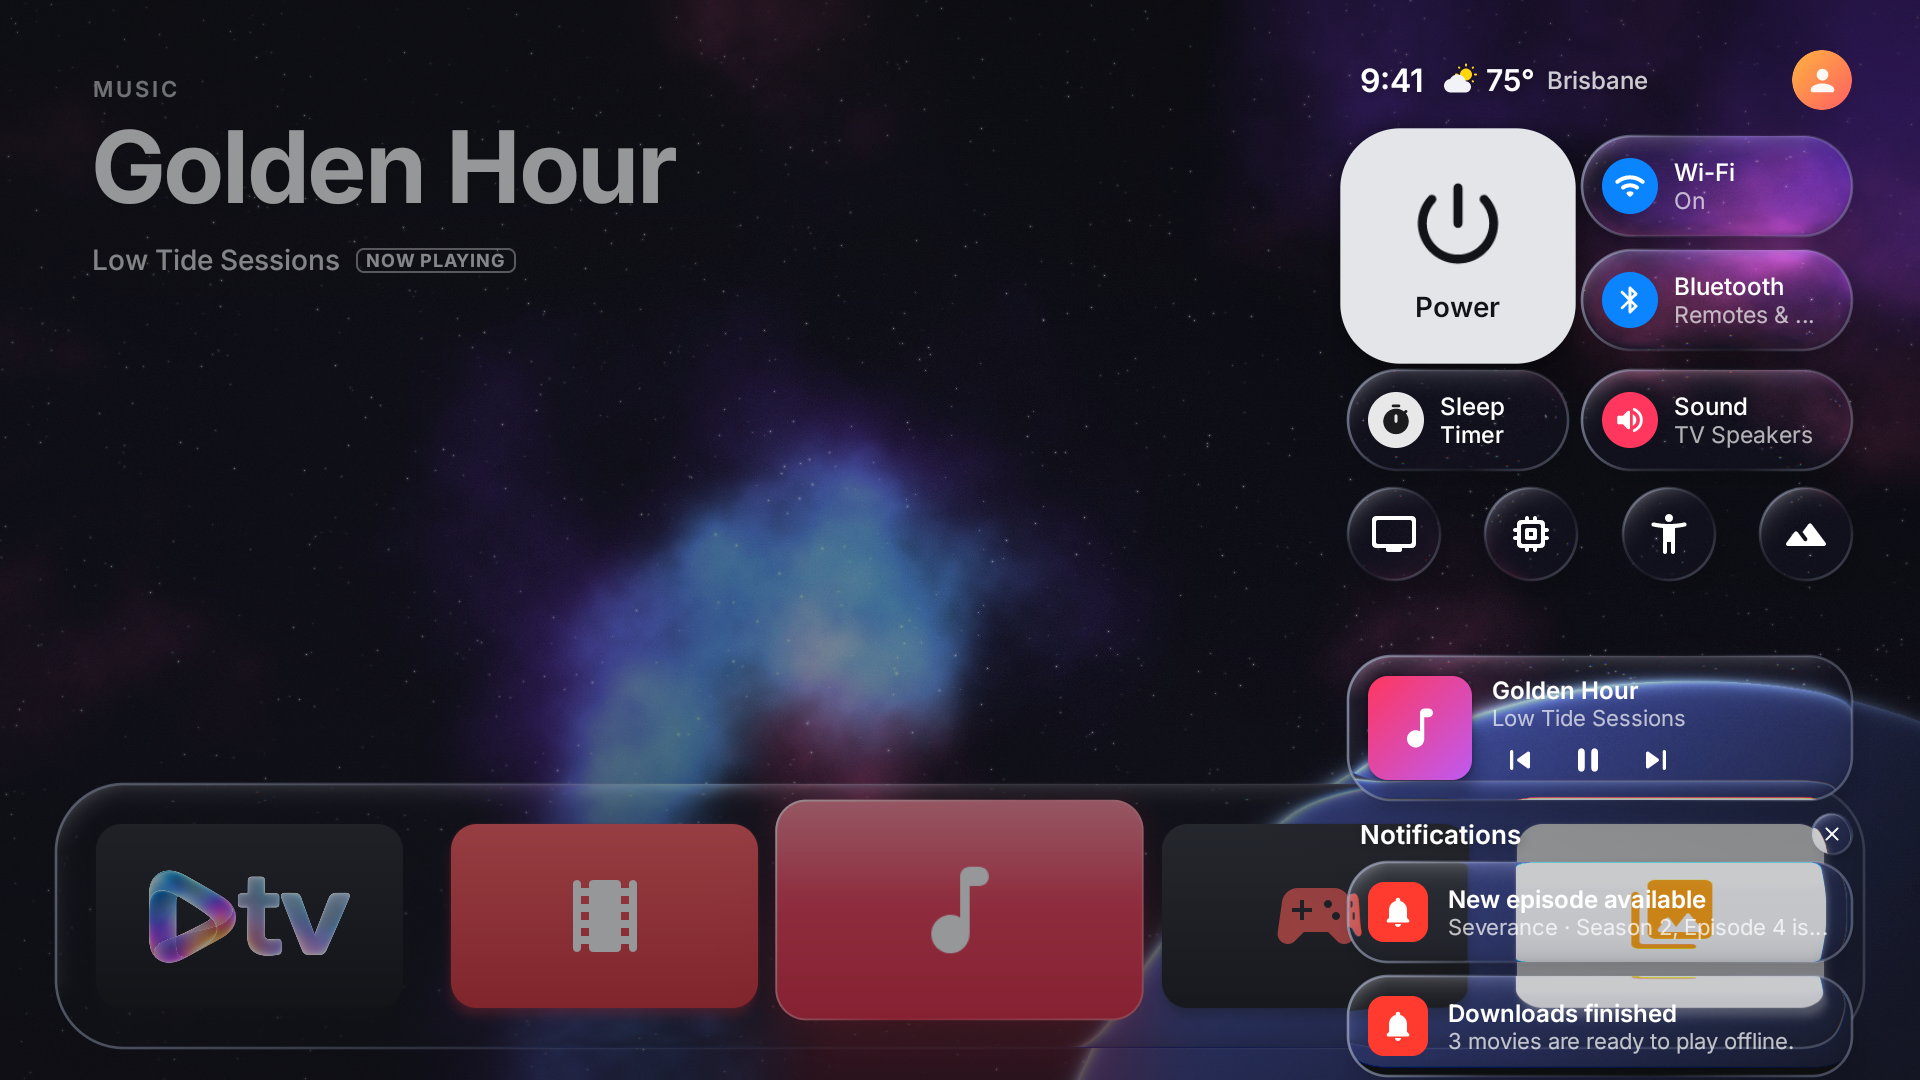 MUSIC
Golden Hour
Low Tide Sessions NOW PLAYING
9:41 75° Brisbane
Power
Wi-Fi
On
Bluetooth
Remotes & ...
Sleep
Timer
Sound
TV Speakers
Golden Hour
Low Tide Sessions
Notifications
New episode available
Severance · Season 2, Episode 4 is...
Downloads finished
3 movies are ready to play offline.
tv